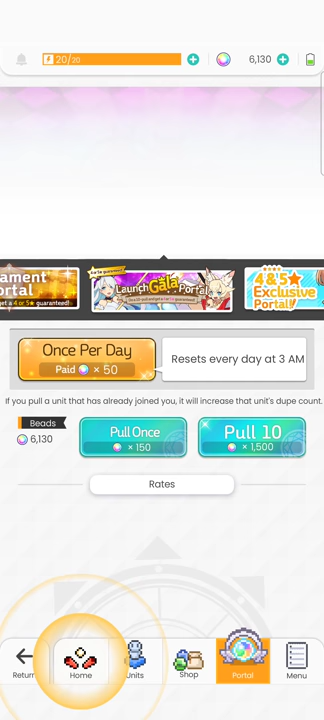 20/20
6,130
ament
ortal
get a 4 or 5★ guaranteed!
Launch Gala Portal
4&5★
Exclusive
Portal!
Once Per Day
Paid × 50
Resets every day at 3 AM
If you pull a unit that has already joined you, it will increase that unit's dupe count.
Beads
6,130
Pull Once
× 150
Pull 10
× 1,500
Rates
Return
Home
Units
Shop
Portal
Menu